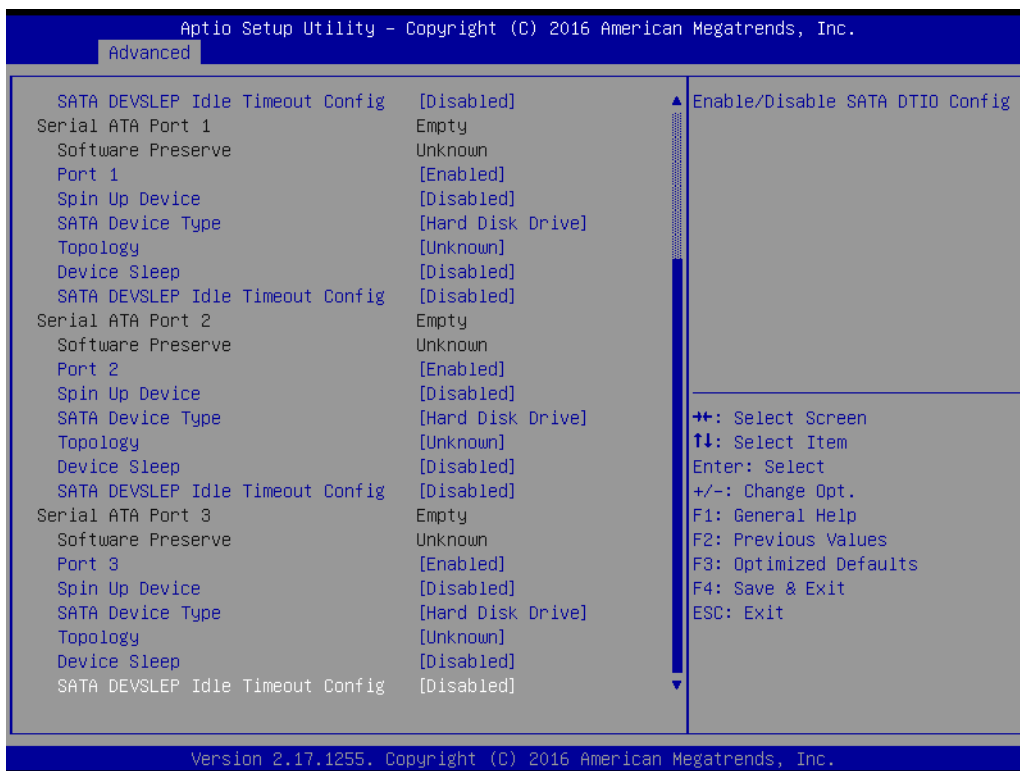 Aptio Setup Utility – Copyright (C) 2016 American Megatrends, Inc.
Advanced
SATA DEVSLEP Idle Timeout Config [Disabled]
Serial ATA Port 1 Empty
Software Preserve Unknown
Port 1 [Enabled]
Spin Up Device [Disabled]
SATA Device Type [Hard Disk Drive]
Topology [Unknown]
Device Sleep [Disabled]
SATA DEVSLEP Idle Timeout Config [Disabled]
Serial ATA Port 2 Empty
Software Preserve Unknown
Port 2 [Enabled]
Spin Up Device [Disabled]
SATA Device Type [Hard Disk Drive]
Topology [Unknown]
Device Sleep [Disabled]
SATA DEVSLEP Idle Timeout Config [Disabled]
Serial ATA Port 3 Empty
Software Preserve Unknown
Port 3 [Enabled]
Spin Up Device [Disabled]
SATA Device Type [Hard Disk Drive]
Topology [Unknown]
Device Sleep [Disabled]
SATA DEVSLEP Idle Timeout Config [Disabled]
Enable/Disable SATA DTIO Config
→←: Select Screen
↑↓: Select Item
Enter: Select
+/-: Change Opt.
F1: General Help
F2: Previous Values
F3: Optimized Defaults
F4: Save & Exit
ESC: Exit
Version 2.17.1255. Copyright (C) 2016 American Megatrends, Inc.